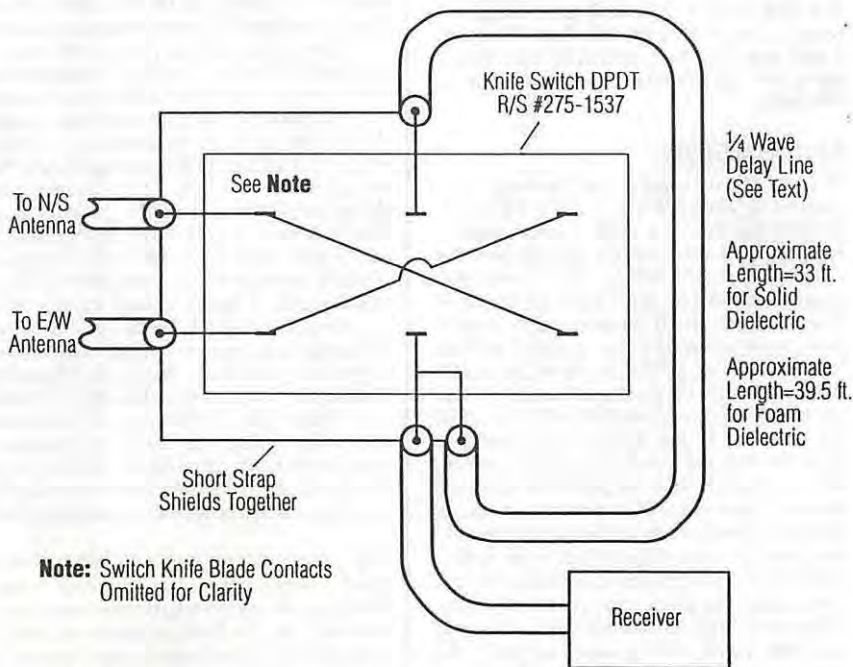 Knife Switch DPDT
R/S #275-1537
See Note
To N/S
Antenna
To E/W
Antenna
¼ Wave
Delay Line
(See Text)
Approximate
Length=33 ft.
for Solid
Dielectric
Approximate
Length=39.5 ft.
for Foam
Dielectric
Short Strap
Shields Together
Note: Switch Knife Blade Contacts
Omitted for Clarity
Receiver